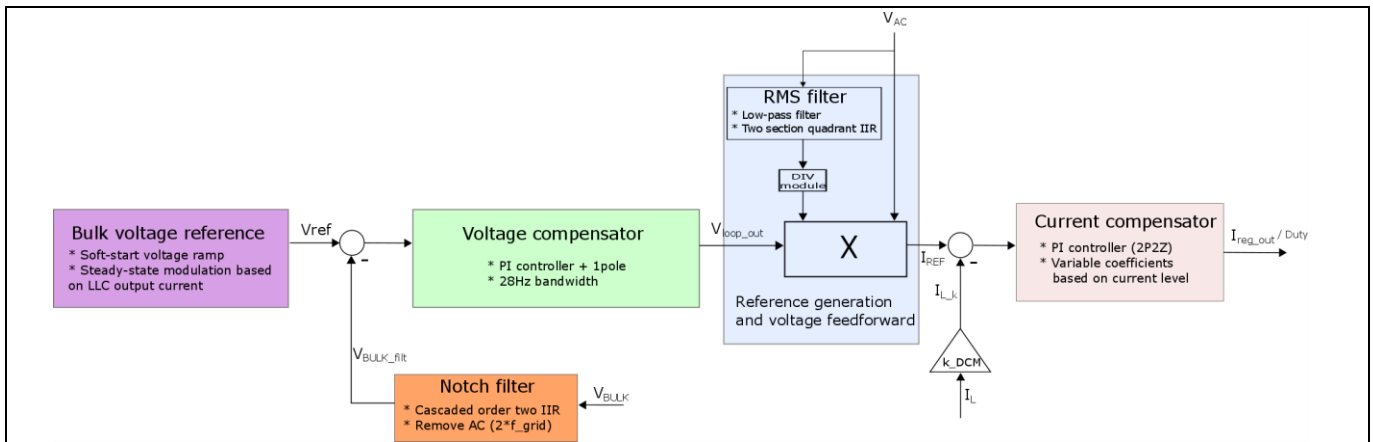 V_AC
RMS filter
* Low-pass filter
* Two section quadrant IIR
DIV
module
Bulk voltage reference
* Soft-start voltage ramp
* Steady-state modulation based
on LLC output current
Vref
-
Voltage compensator
* PI controller + 1pole
* 28Hz bandwidth
V_loop_out
X
Reference generation
and voltage feedforward
I_REF
-
Current compensator
* PI controller (2P2Z)
* Variable coefficients
based on current level
I_reg_out / Duty
I_L_k
k_DCM
I_L
V_BULK_filt
Notch filter
* Cascaded order two IIR
* Remove AC (2*f_grid)
V_BULK